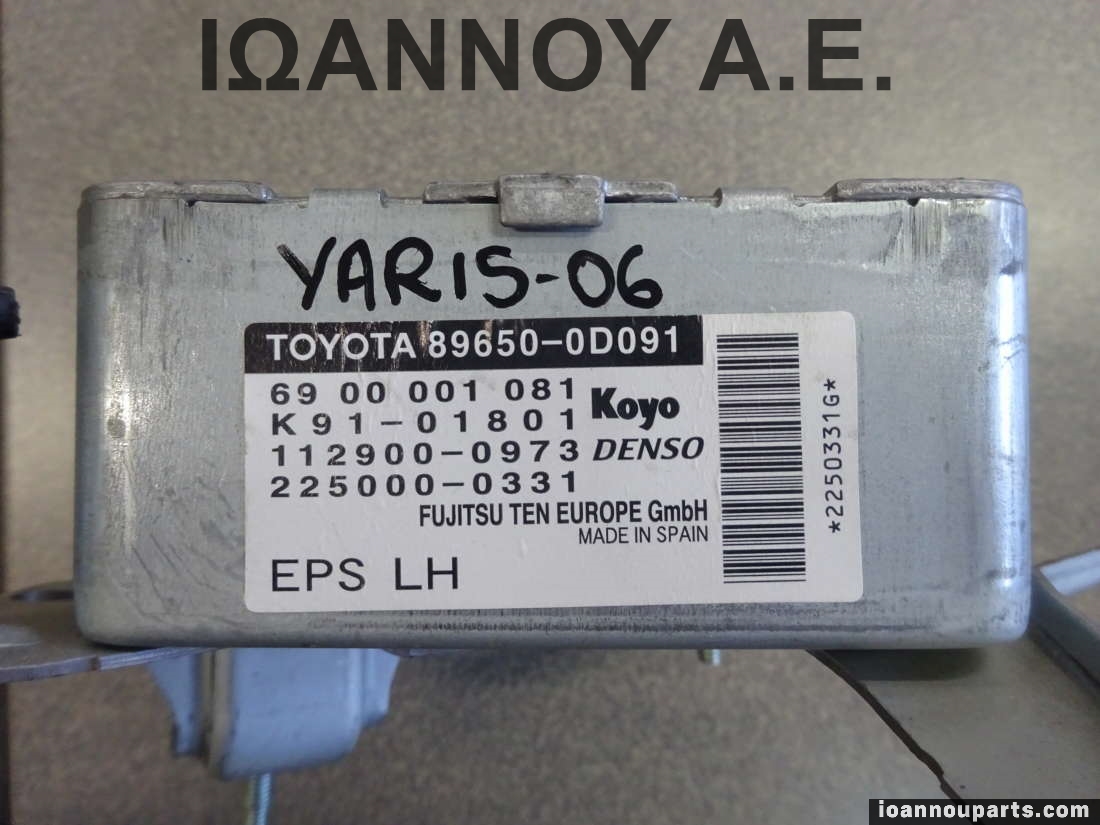 ΙΩΑΝΝΟΥ Α.Ε.
YARIS-06
TOYOTA 89650-0D091
69 00 001 081
K91-01801
Koyo
112900-0973 DENSO
225000-0331
FUJITSU TEN EUROPE GmbH
MADE IN SPAIN
EPS LH
*2250331G*
ioannouparts.com